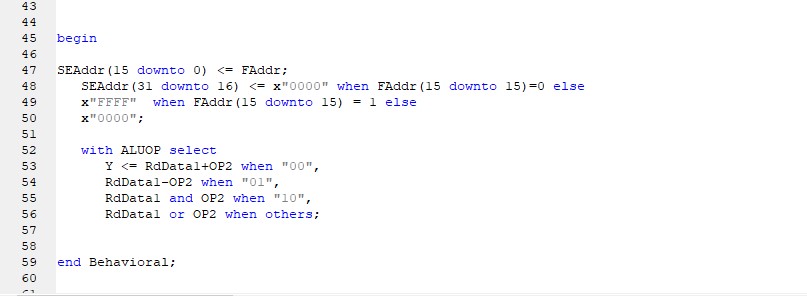 43
44
45 begin
46
47 SEAddr(15 downto 0) <= FAddr;
48 SEAddr(31 downto 16) <= x"0000" when FAddr(15 downto 15)=0 else
49 x"FFFF" when FAddr(15 downto 15) = 1 else
50 x"0000";
51
52 with ALUOP select
53 Y <= RdData1+OP2 when "00",
54 RdData1-OP2 when "01",
55 RdData1 and OP2 when "10",
56 RdData1 or OP2 when others;
57
58
59 end Behavioral;
60